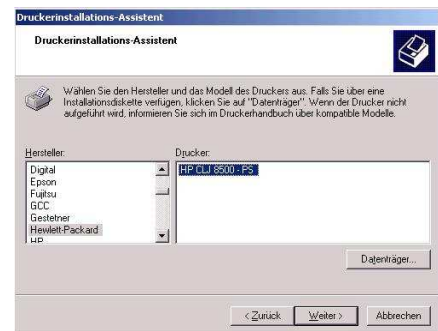 Druckerinstallations-Assistent
Druckerinstallations-Assistent
Wählen Sie den Hersteller und das Modell des Druckers aus. Falls Sie über eine
Installationsdiskette verfügen, klicken Sie auf "Datenträger". Wenn der Drucker nicht
aufgeführt wird, informieren Sie sich im Druckerhandbuch über kompatible Modelle.
Hersteller:
Drucker:
Digital
Epson
Fujitsu
GCC
Gestetner
Hewlett-Packard
HP
HP CLJ 8500 - PS
Datenträger...
< Zurück
Weiter >
Abbrechen